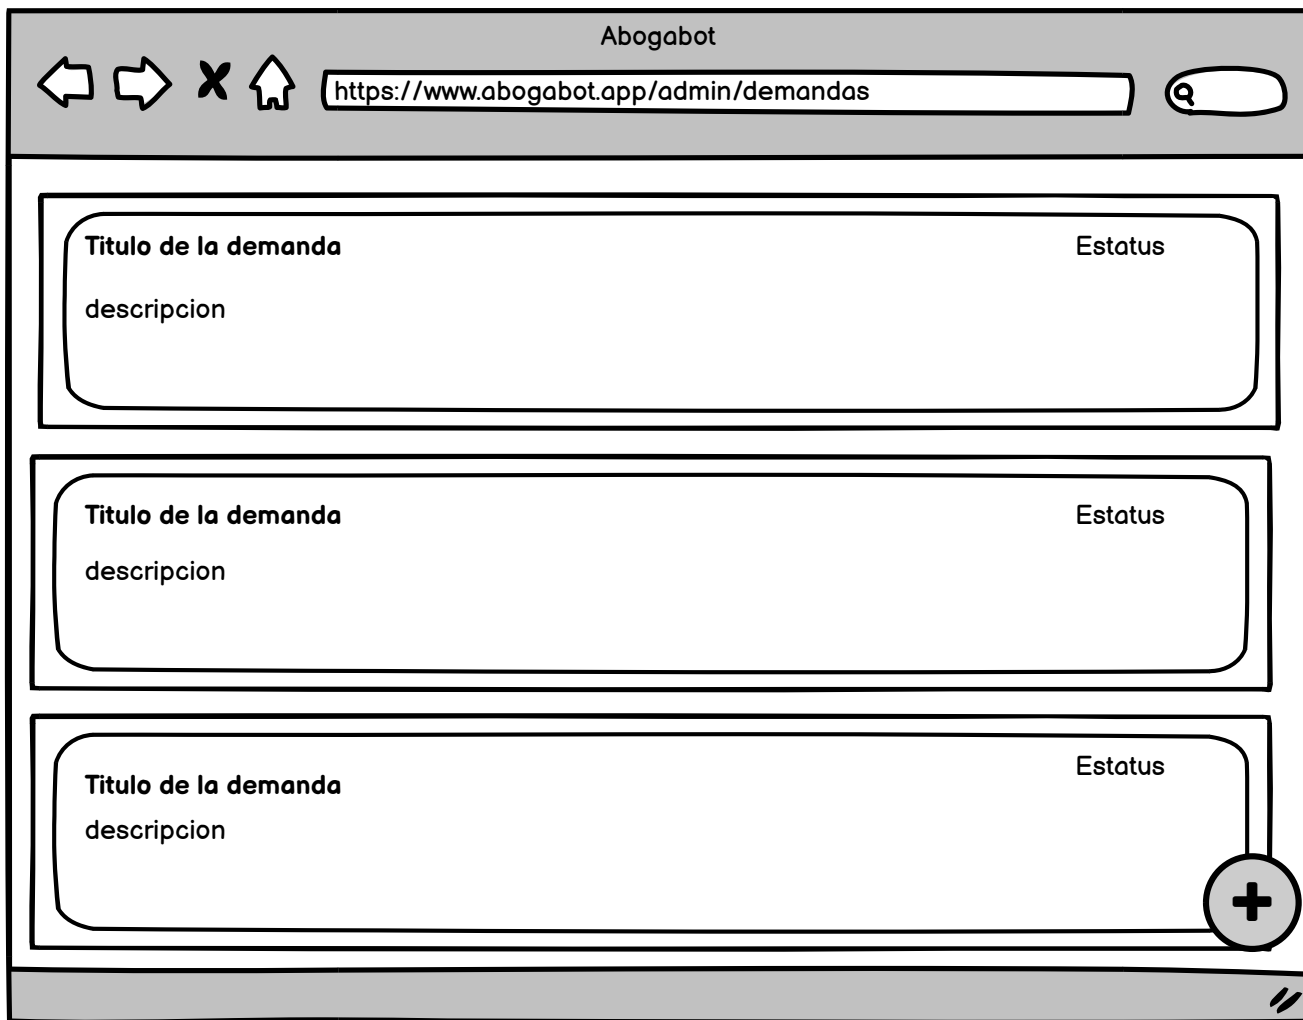 Abogabot
https://www.abogabot.app/admin/demandas
Titulo de la demanda
Estatus
descripcion
Titulo de la demanda
Estatus
descripcion
Estatus
Titulo de la demanda
descripcion